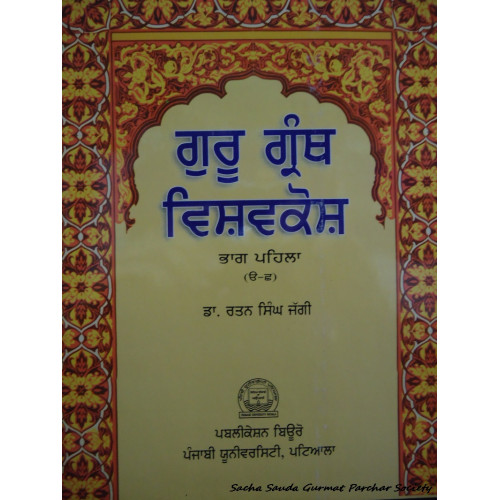 ਗੁਰੂ ਗ੍ਰੰਥ
ਵਿਸ਼ਵਕੋਸ਼
ਭਾਗ ਪਹਿਲਾ
(ੳ-ਛ)
ਡਾ. ਰਤਨ ਸਿੰਘ ਜੱਗੀ
ਪਬਲੀਕੇਸ਼ਨ ਬਿਊਰੋ
ਪੰਜਾਬੀ ਯੂਨੀਵਰਸਿਟੀ, ਪਟਿਆਲਾ
Sacha Sauda Gurmat Parchar Society